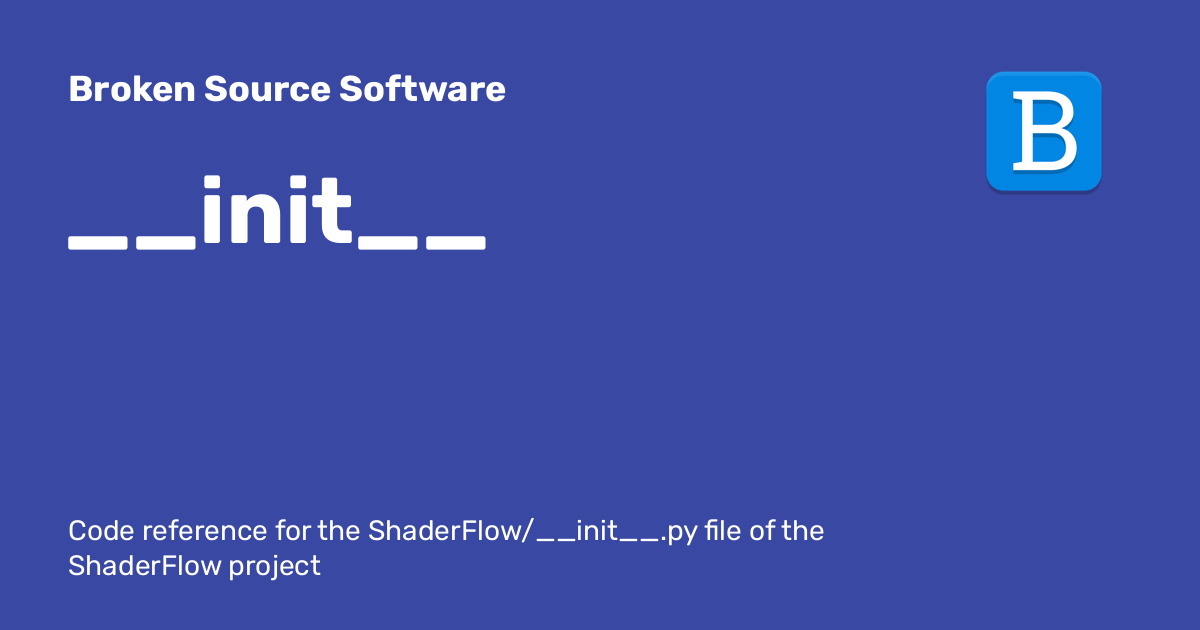 Broken Source Software
B
__init__
Code reference for the ShaderFlow/__init__.py file of the
ShaderFlow project